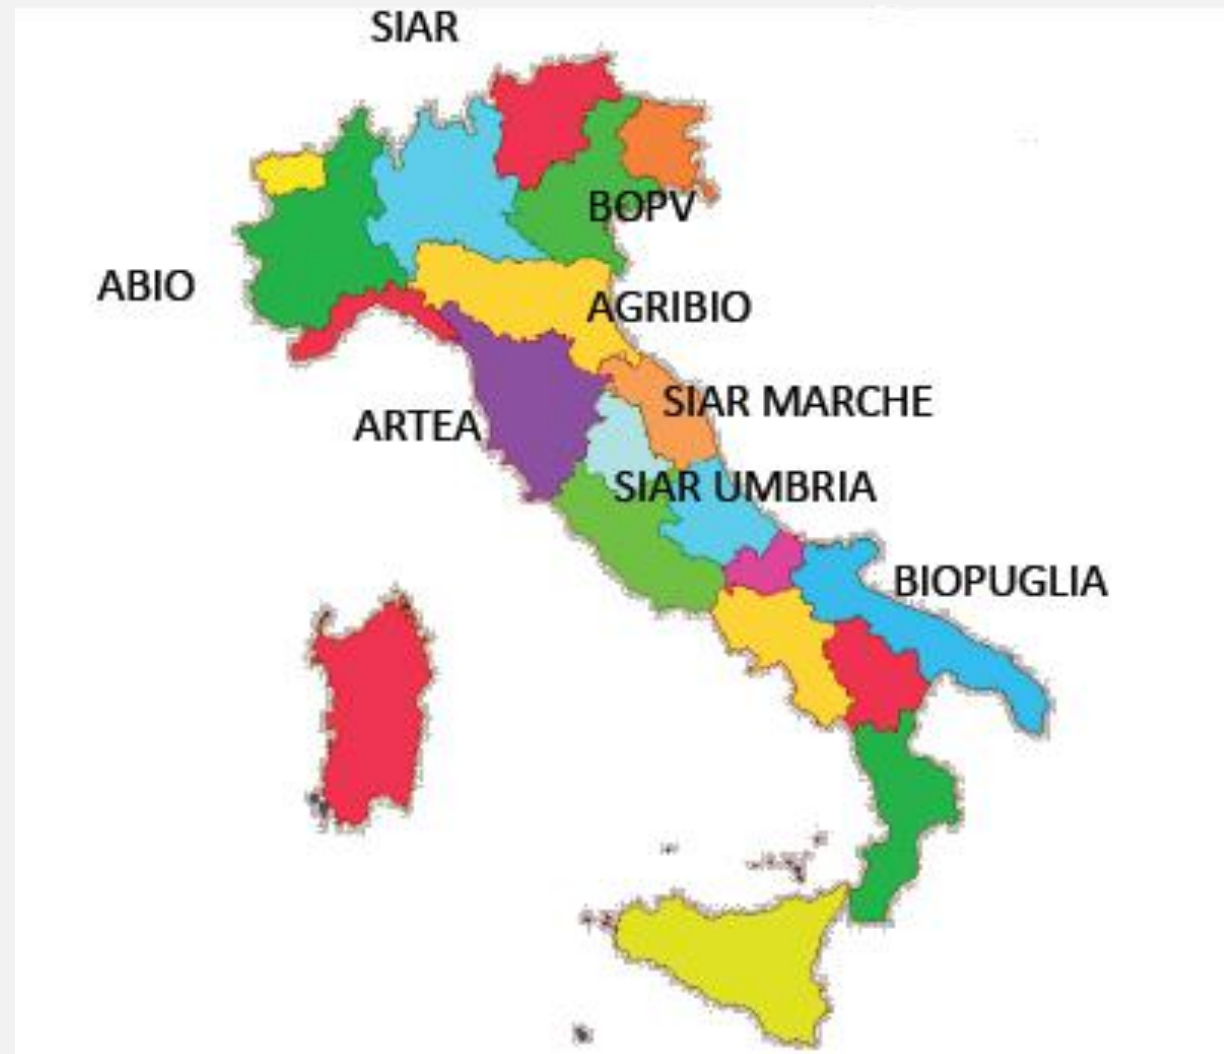 SIAR
BOPV
ABIO
AGRIBIO
SIAR MARCHE
ARTEA
SIAR UMBRIA
BIOPUGLIA